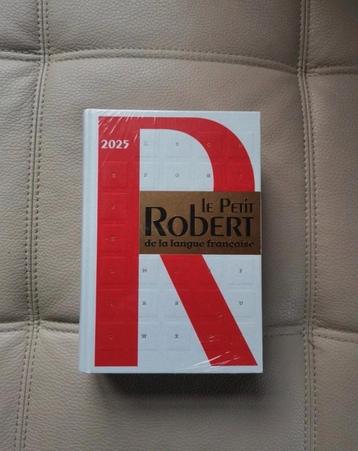 2025
le Petit
ROBERT
de la langue française